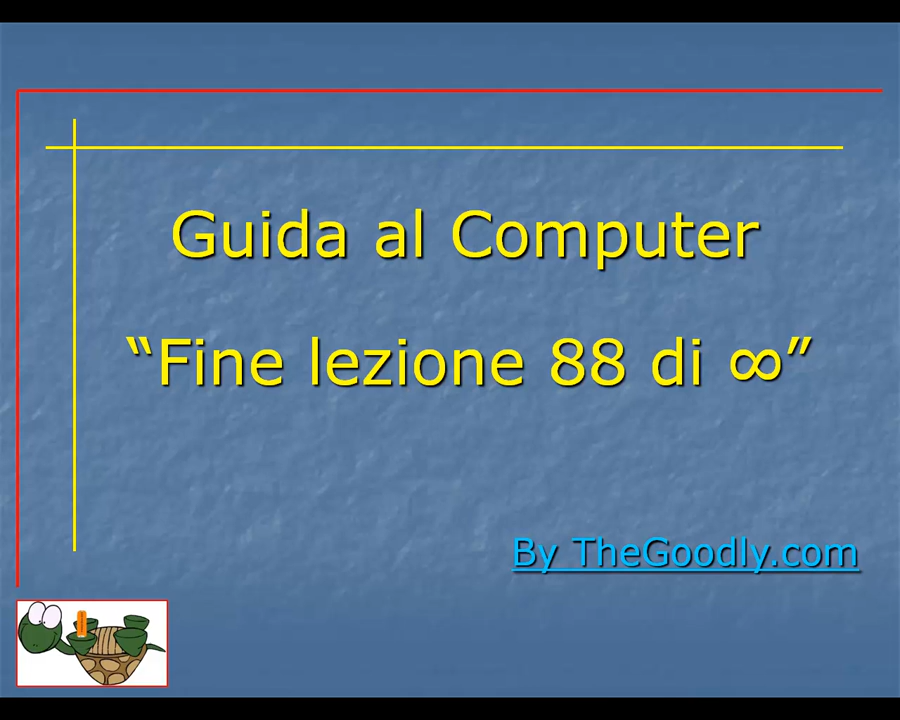 Guida al Computer
“Fine lezione 88 di ∞”
By TheGoodly.com